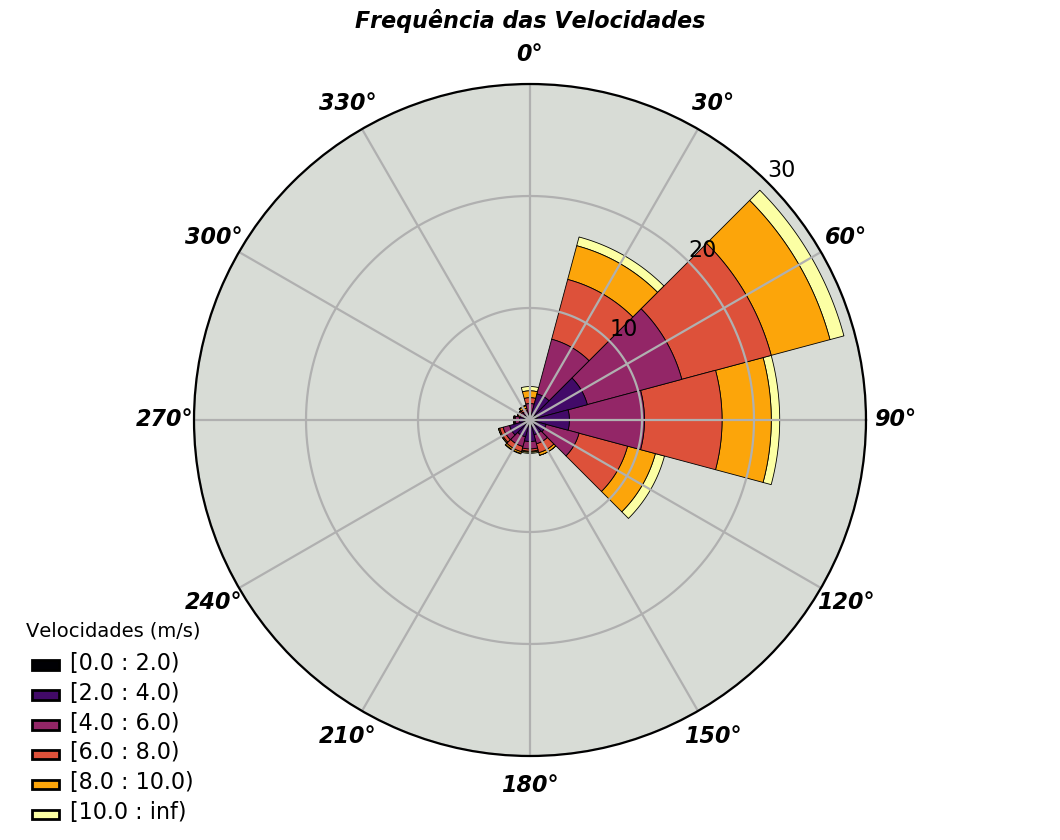 Frequência das Velocidades
0°
330°
30°
30
300°
60°
20
10
270°
90°
240°
120°
210°
150°
180°
Velocidades (m/s)
[0.0 : 2.0)
[2.0 : 4.0)
[4.0 : 6.0)
[6.0 : 8.0)
[8.0 : 10.0)
[10.0 : inf)